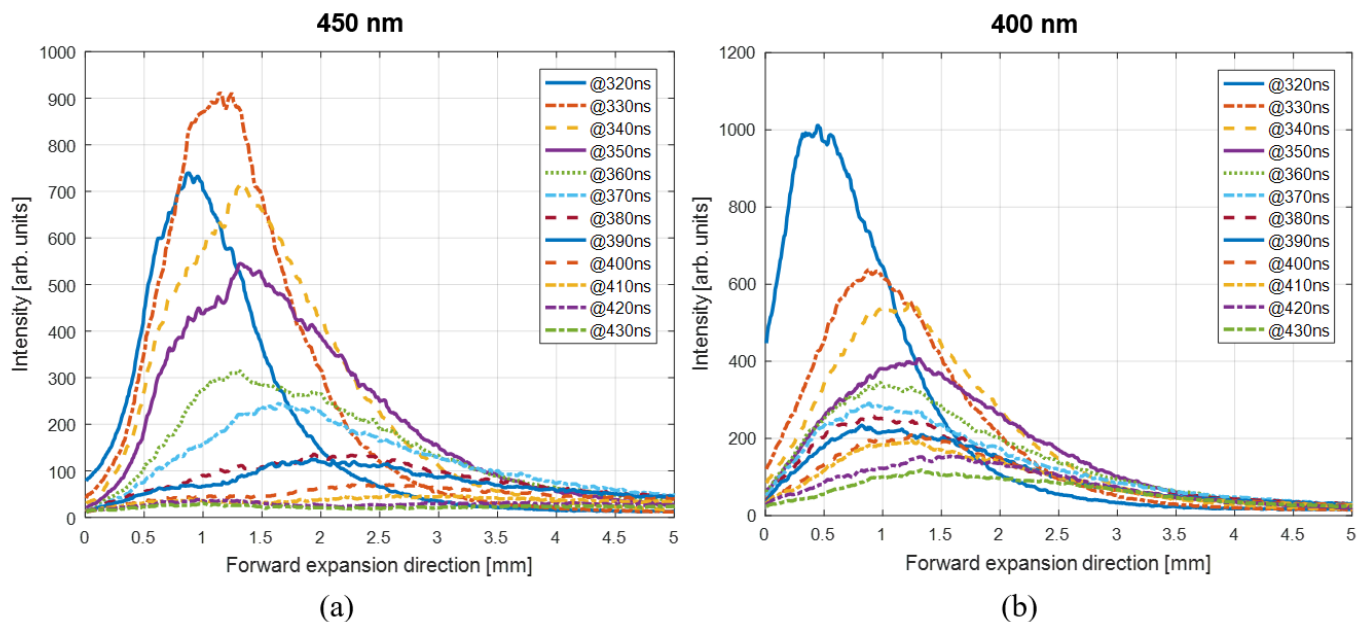 450 nm
1000
900
800
700
600
500
400
300
200
100
0
Intensity [arb. units]
0 0.5 1 1.5 2 2.5 3 3.5 4 4.5 5
Forward expansion direction [mm]
@320ns
@330ns
@340ns
@350ns
@360ns
@370ns
@380ns
@390ns
@400ns
@410ns
@420ns
@430ns
(a)
400 nm
1200
1000
800
600
400
200
0
Intensity [arb. units]
0 0.5 1 1.5 2 2.5 3 3.5 4 4.5 5
Forward expansion direction [mm]
@320ns
@330ns
@340ns
@350ns
@360ns
@370ns
@380ns
@390ns
@400ns
@410ns
@420ns
@430ns
(b)